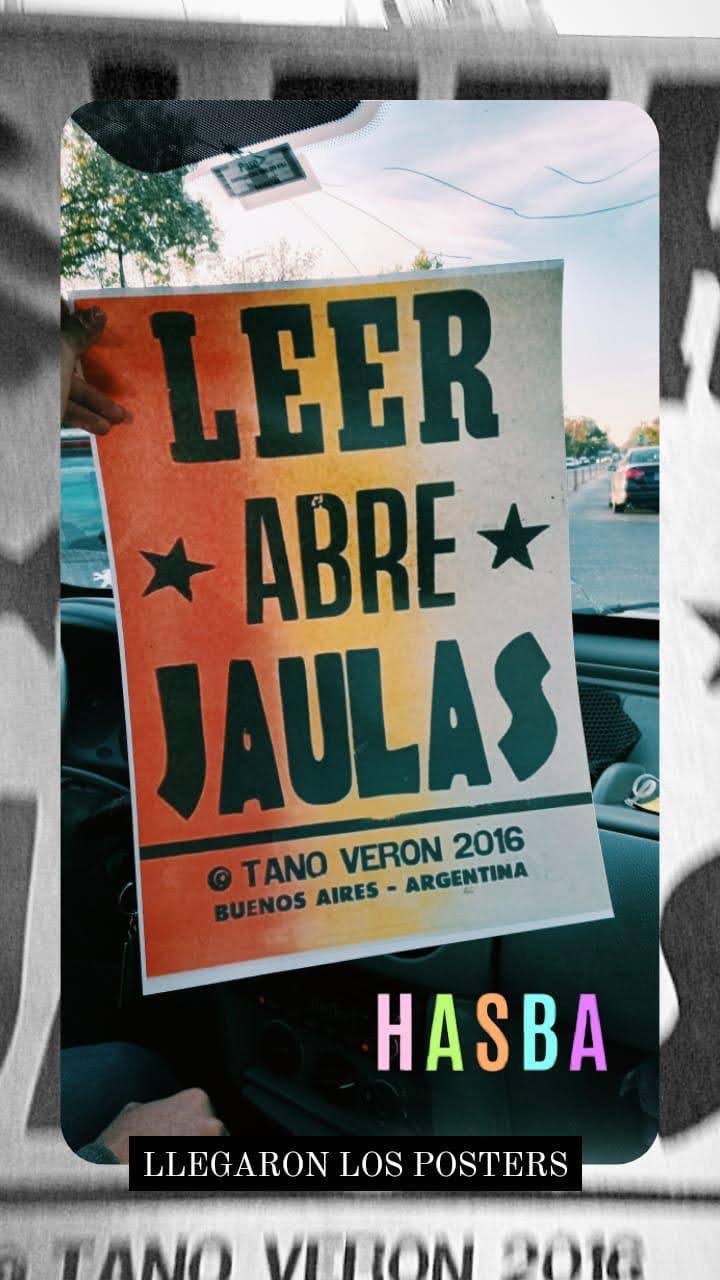 LEER
ABRE
JAULAS
© TANO VERON 2016
BUENOS AIRES - ARGENTINA
HASBA
LLEGARON LOS POSTERS
TANO VERON 2016